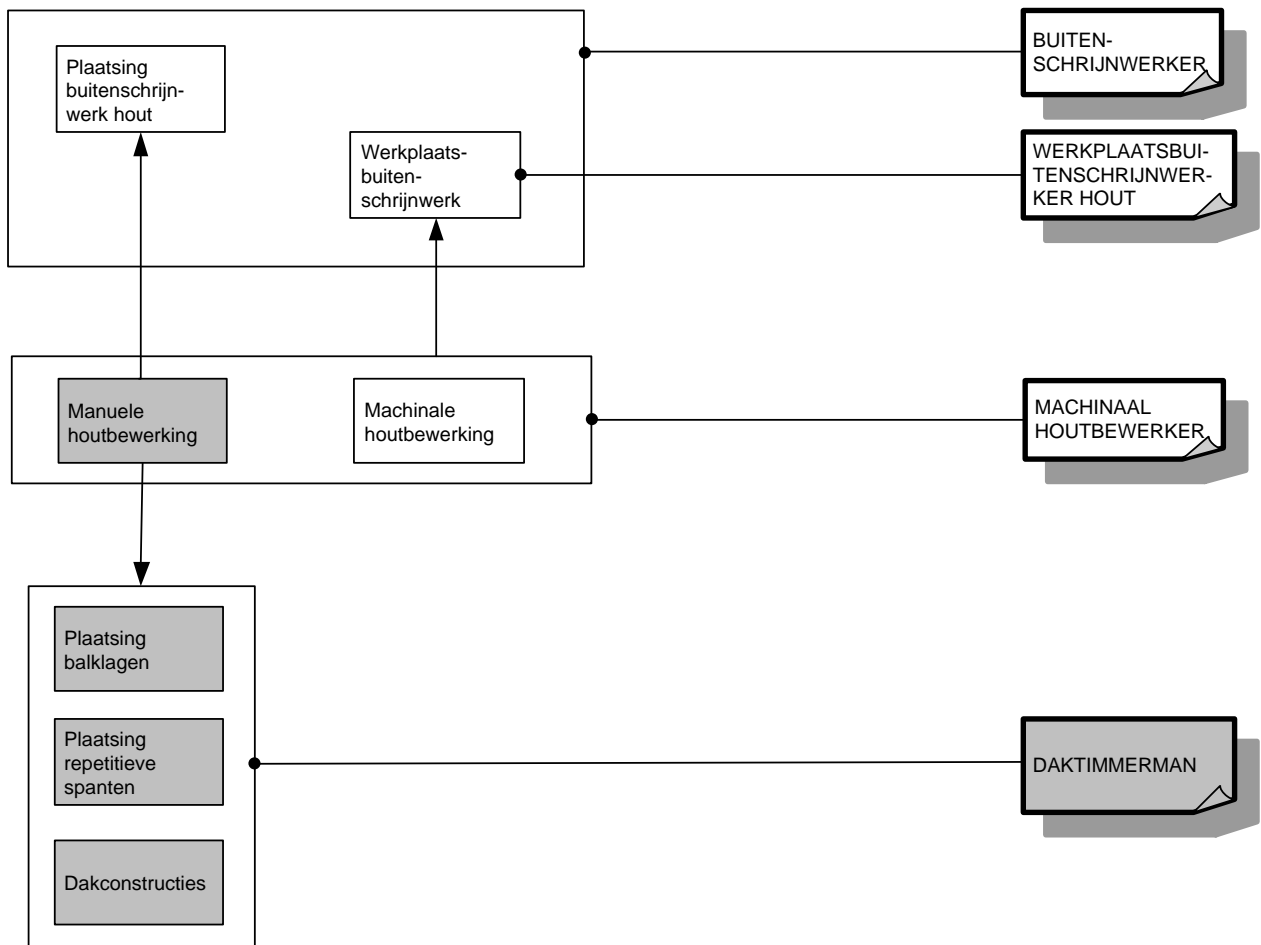 Plaatsing
buitenschrijn-
werk hout
BUITEN-
SCHRIJNWERKER
Werkplaats-
buiten-
schrijnwerk
WERKPLAATSBUI-
TENSCHRIJNWER-
KER HOUT
Manuele
houtbewerking
Machinale
houtbewerking
MACHINAAL
HOUTBEWERKER
Plaatsing
balklagen
Plaatsing
repetitieve
spanten
DAKTIMMERMAN
Dakconstructies